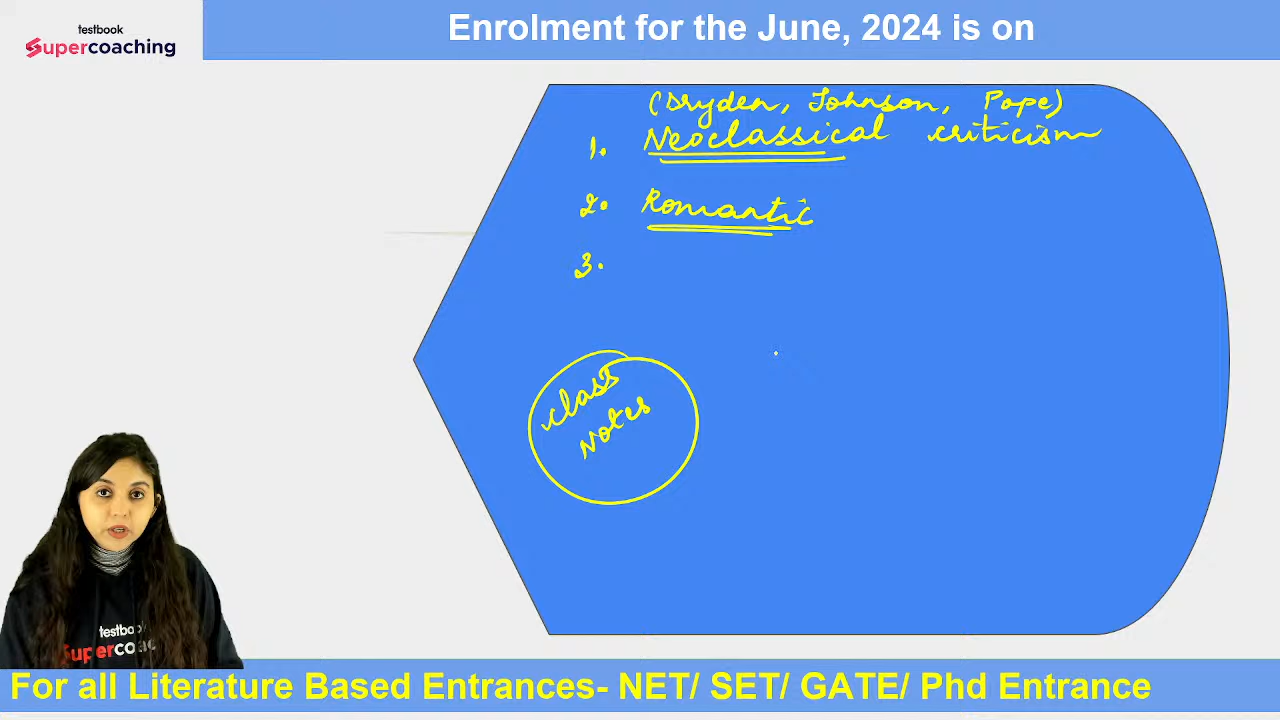 testbook
Supercoaching
Enrolment for the June, 2024 is on
(Dryden, Johnson, Pope)
1. Neoclassical criticism
2. Romantic
3.
class
Notes
testbook
Supercoac
For all Literature Based Entrances- NET/ SET/ GATE/ Phd Entrance